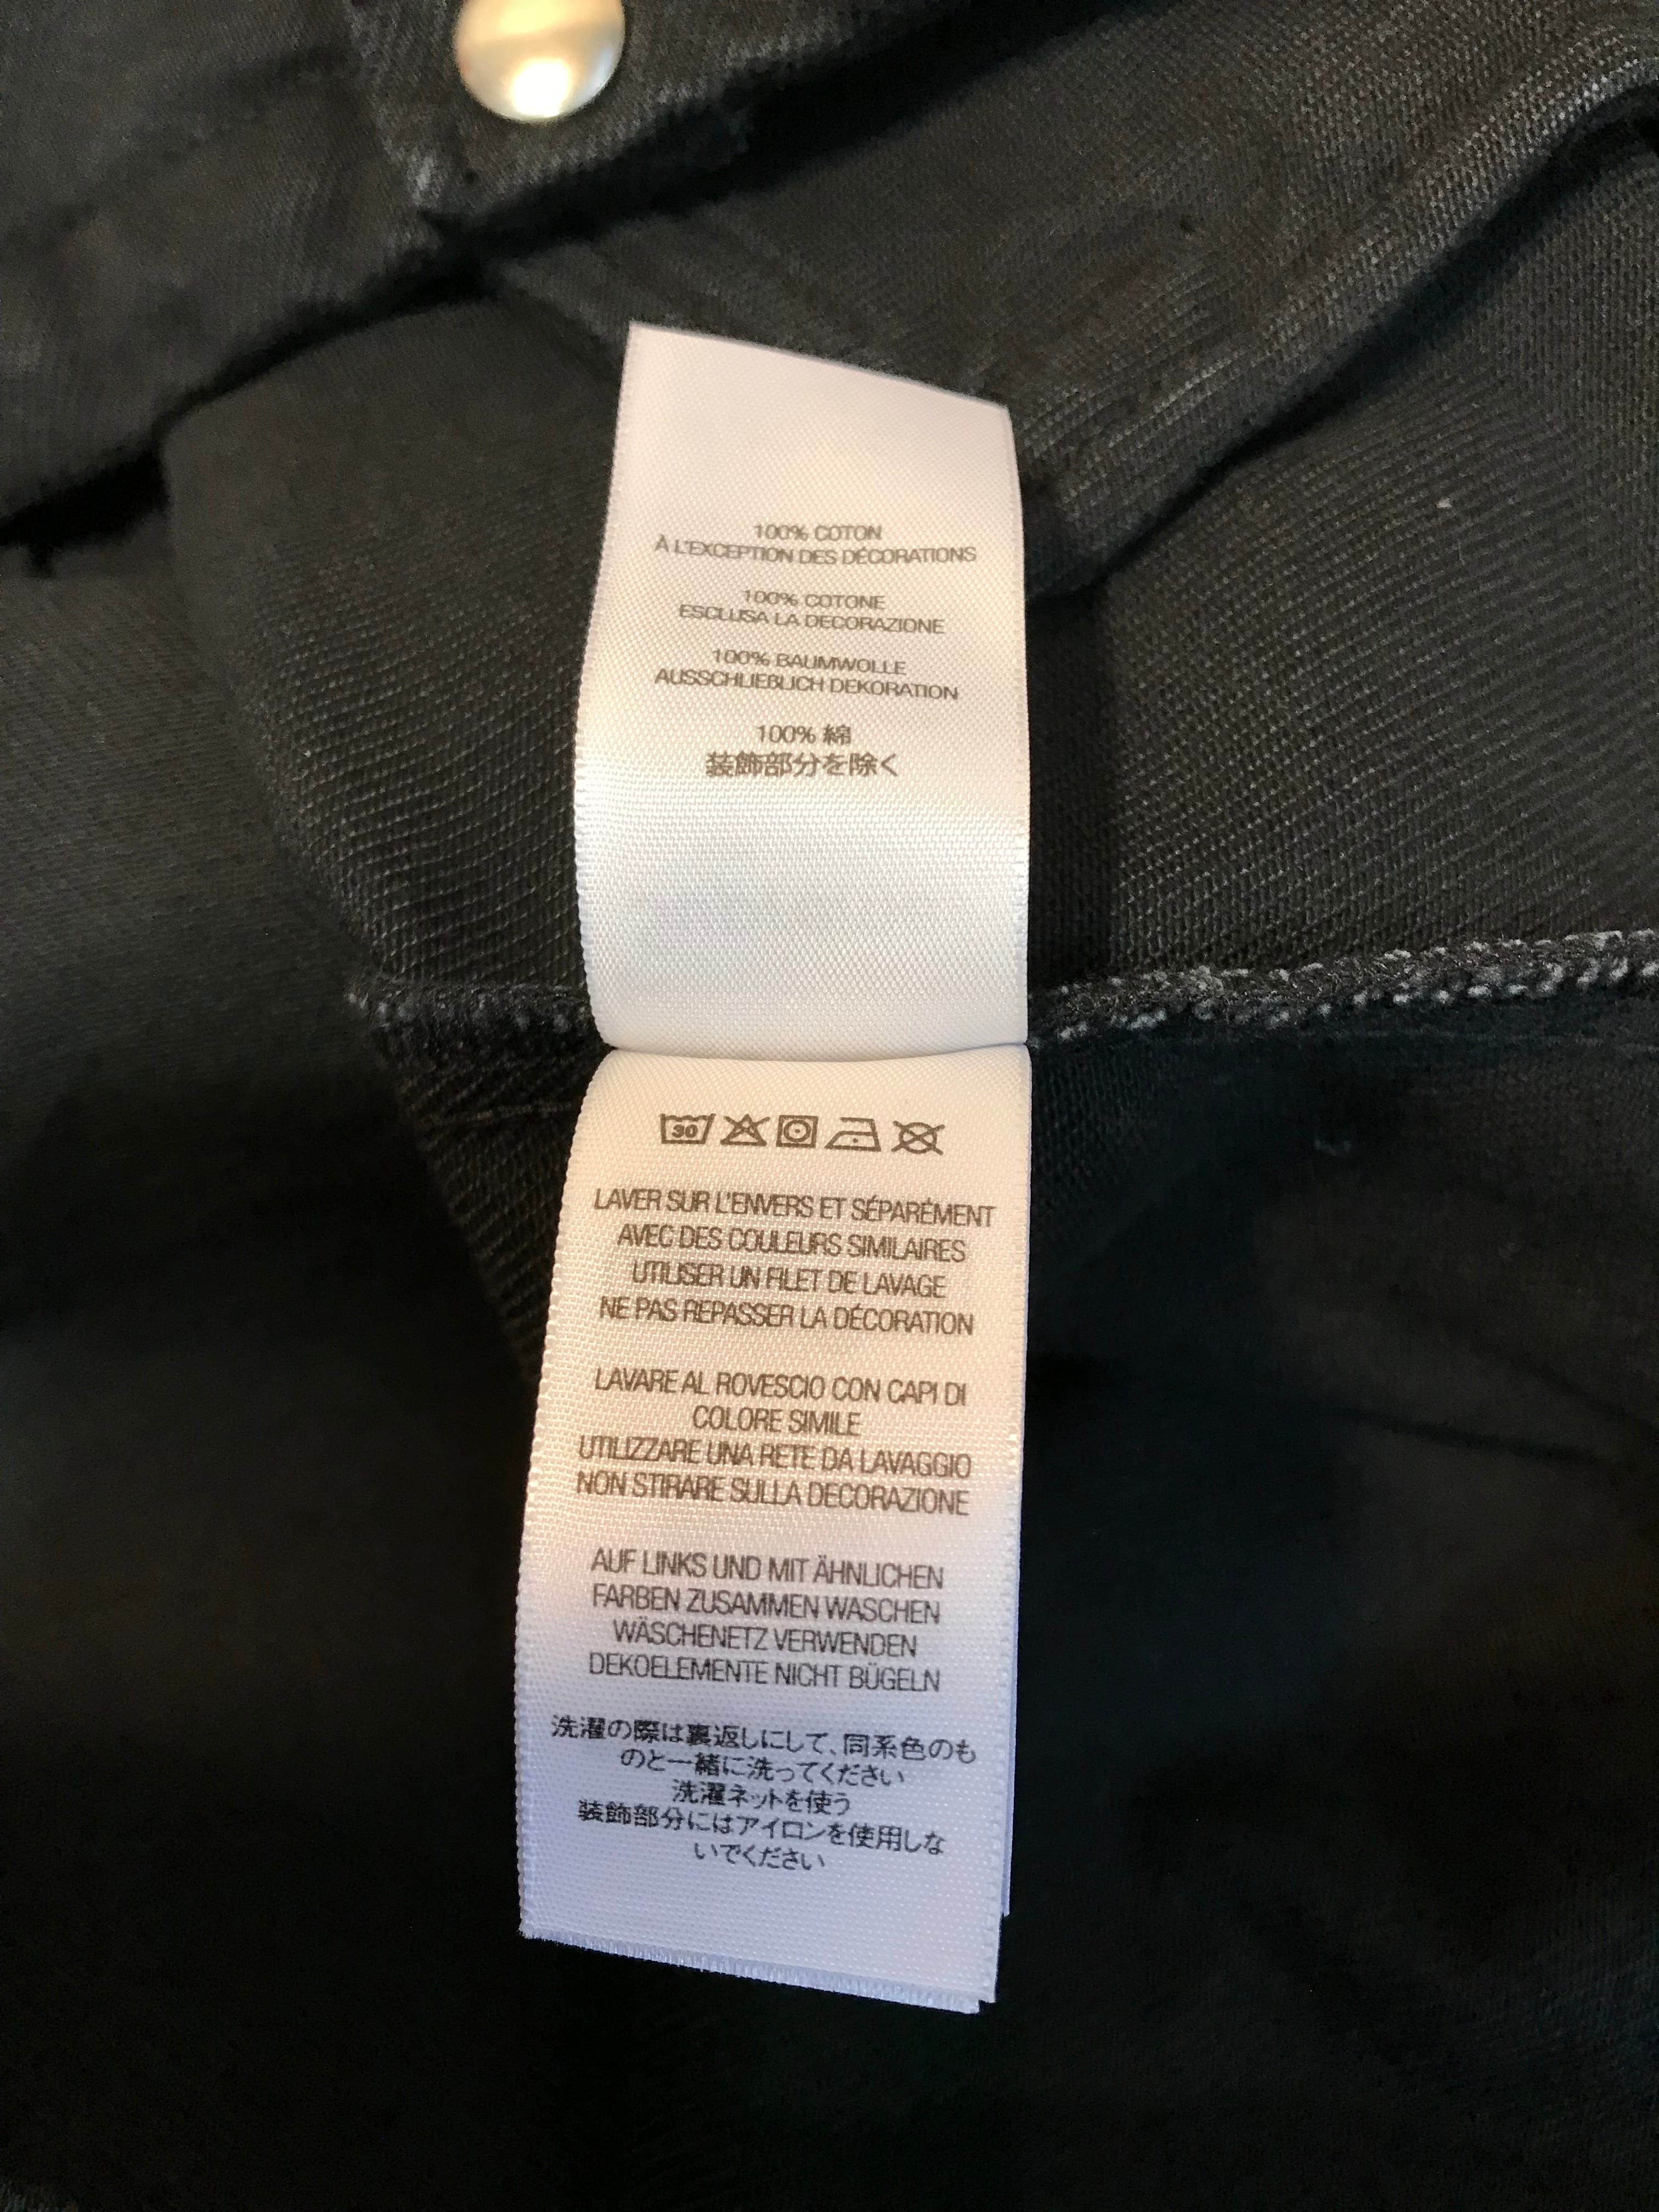 100% COTON
À L'EXCEPTION DES DÉCORATIONS
100% COTONE
ESCLUSA LA DECORAZIONE
100% BAUMWOLLE
AUSSCHLIEßLICH DEKORATION
100% 綿
装飾部分を除く
30
LAVER SUR L'ENVERS ET SÉPARÉMENT
AVEC DES COULEURS SIMILAIRES
UTILISER UN FILET DE LAVAGE
NE PAS REPASSER LA DÉCORATION
LAVARE AL ROVESCIO CON CAPI DI
COLORE SIMILE
UTILIZZARE UNA RETE DA LAVAGGIO
NON STIRARE SULLA DECORAZIONE
AUF LINKS UND MIT ÄHNLICHEN
FARBEN ZUSAMMEN WASCHEN
WÄSCHENETZ VERWENDEN
DEKOELEMENTE NICHT BÜGELN
洗濯の際は裏返しにして、同系色のも
のと一緒に洗ってください
洗濯ネットを使う
装飾部分にはアイロンを使用しな
いでください